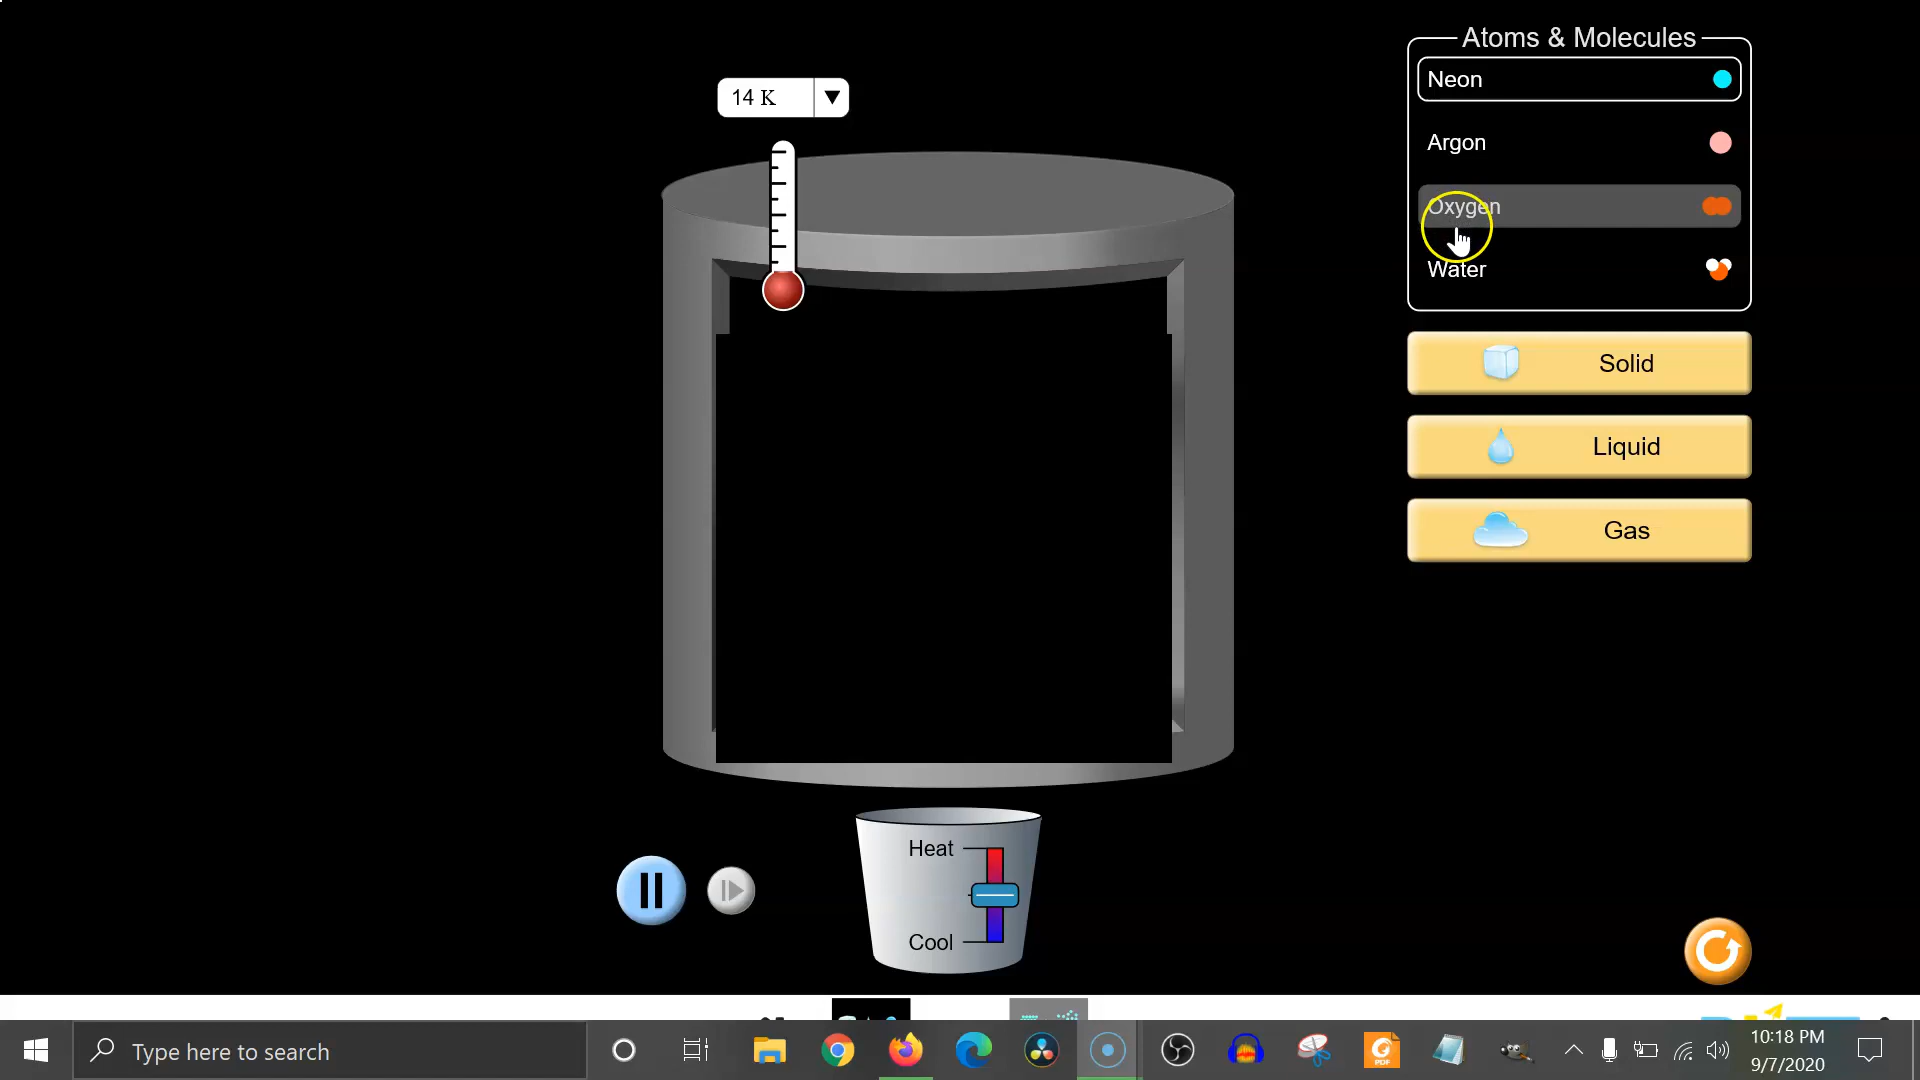 Atoms & Molecules
Neon
14 K
Argon
Oxygen
Water
Solid
Liquid
Gas
Heat
Cool
Type here to search
PDF
10:18 PM
9/7/2020